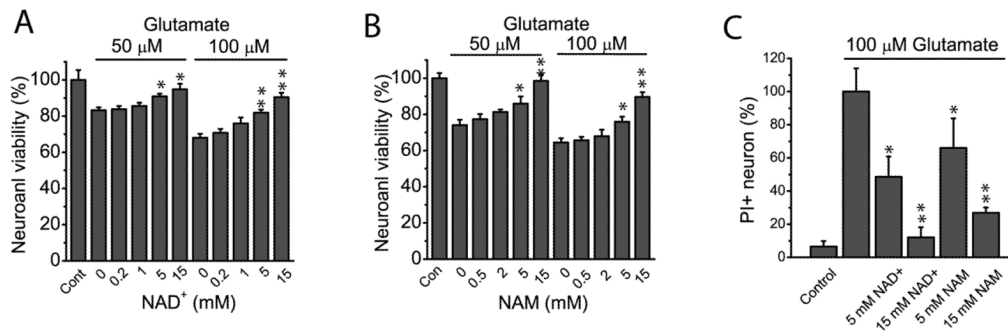 A
Glutamate
50 µM 100 µM
Neuroanl viability (%)
100
80
60
40
20
0
* * ** **
Cont 0 0.2 1 5 15 0 0.2 1 5 15
NAD+ (mM)
B
Glutamate
50 µM 100 µM
Neuroanl viability (%)
100
80
60
40
20
0
* ** * **
Con 0 0.5 2 5 15 0 0.5 2 5 15
NAM (mM)
C
100 µM Glutamate
PI+ neuron (%)
120
100
80
60
40
20
0
* ** * **
Control 5 mM NAD+ 15 mM NAD+ 5 mM NAM 15 mM NAM